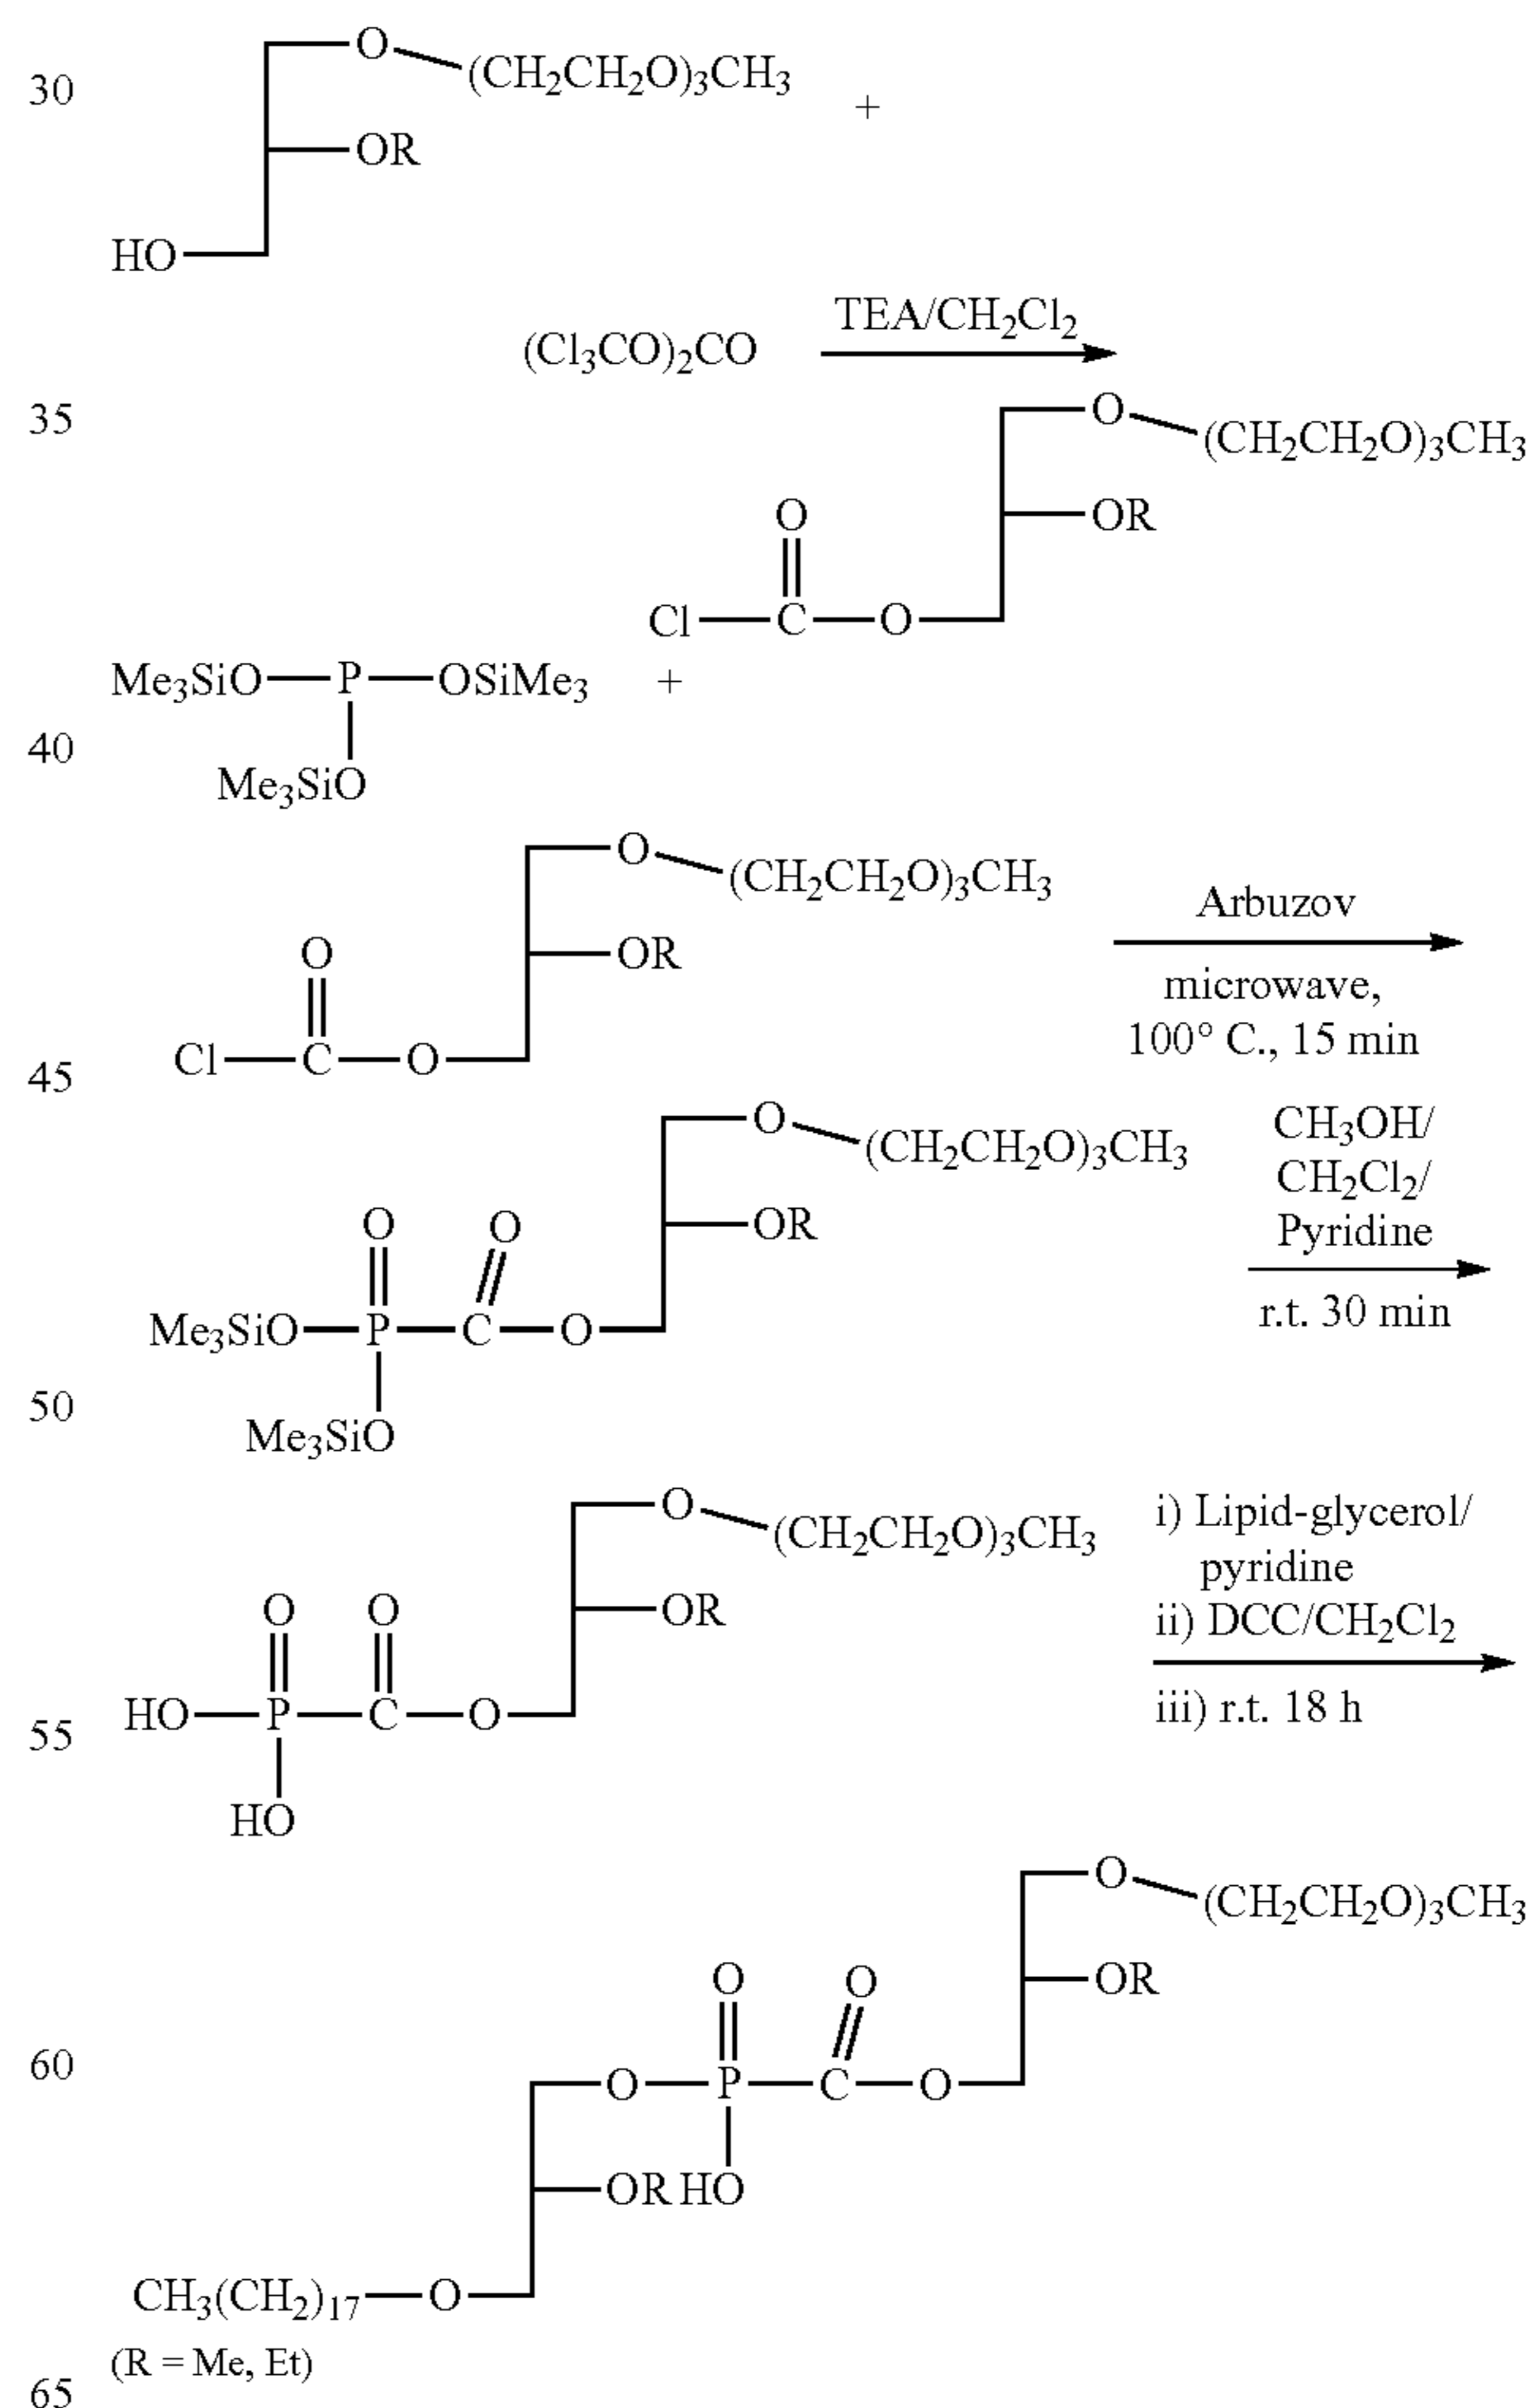 O
(CH₂CH₂O)₃CH₃
30
+
OR
HO
TEA/CH₂Cl₂
(Cl₃CO)₂CO
35
O
(CH₂CH₂O)₃CH₃
O
OR
Cl C O
Me₃SiO P OSiMe₃ +
40
Me₃SiO
O
(CH₂CH₂O)₃CH₃
Arbuzov
O
OR
microwave,
100° C., 15 min
45
Cl C O
O
(CH₂CH₂O)₃CH₃
CH₃OH/
CH₂Cl₂/
Pyridine
O O
OR
r.t. 30 min
Me₃SiO P C O
50
Me₃SiO
O
(CH₂CH₂O)₃CH₃
i) Lipid-glycerol/
pyridine
O O
OR
ii) DCC/CH₂Cl₂
HO P C O
iii) r.t. 18 h
55
HO
O
(CH₂CH₂O)₃CH₃
O O
OR
60
O P C O
OR HO
CH₃(CH₂)₁₇ O
(R = Me, Et)
65